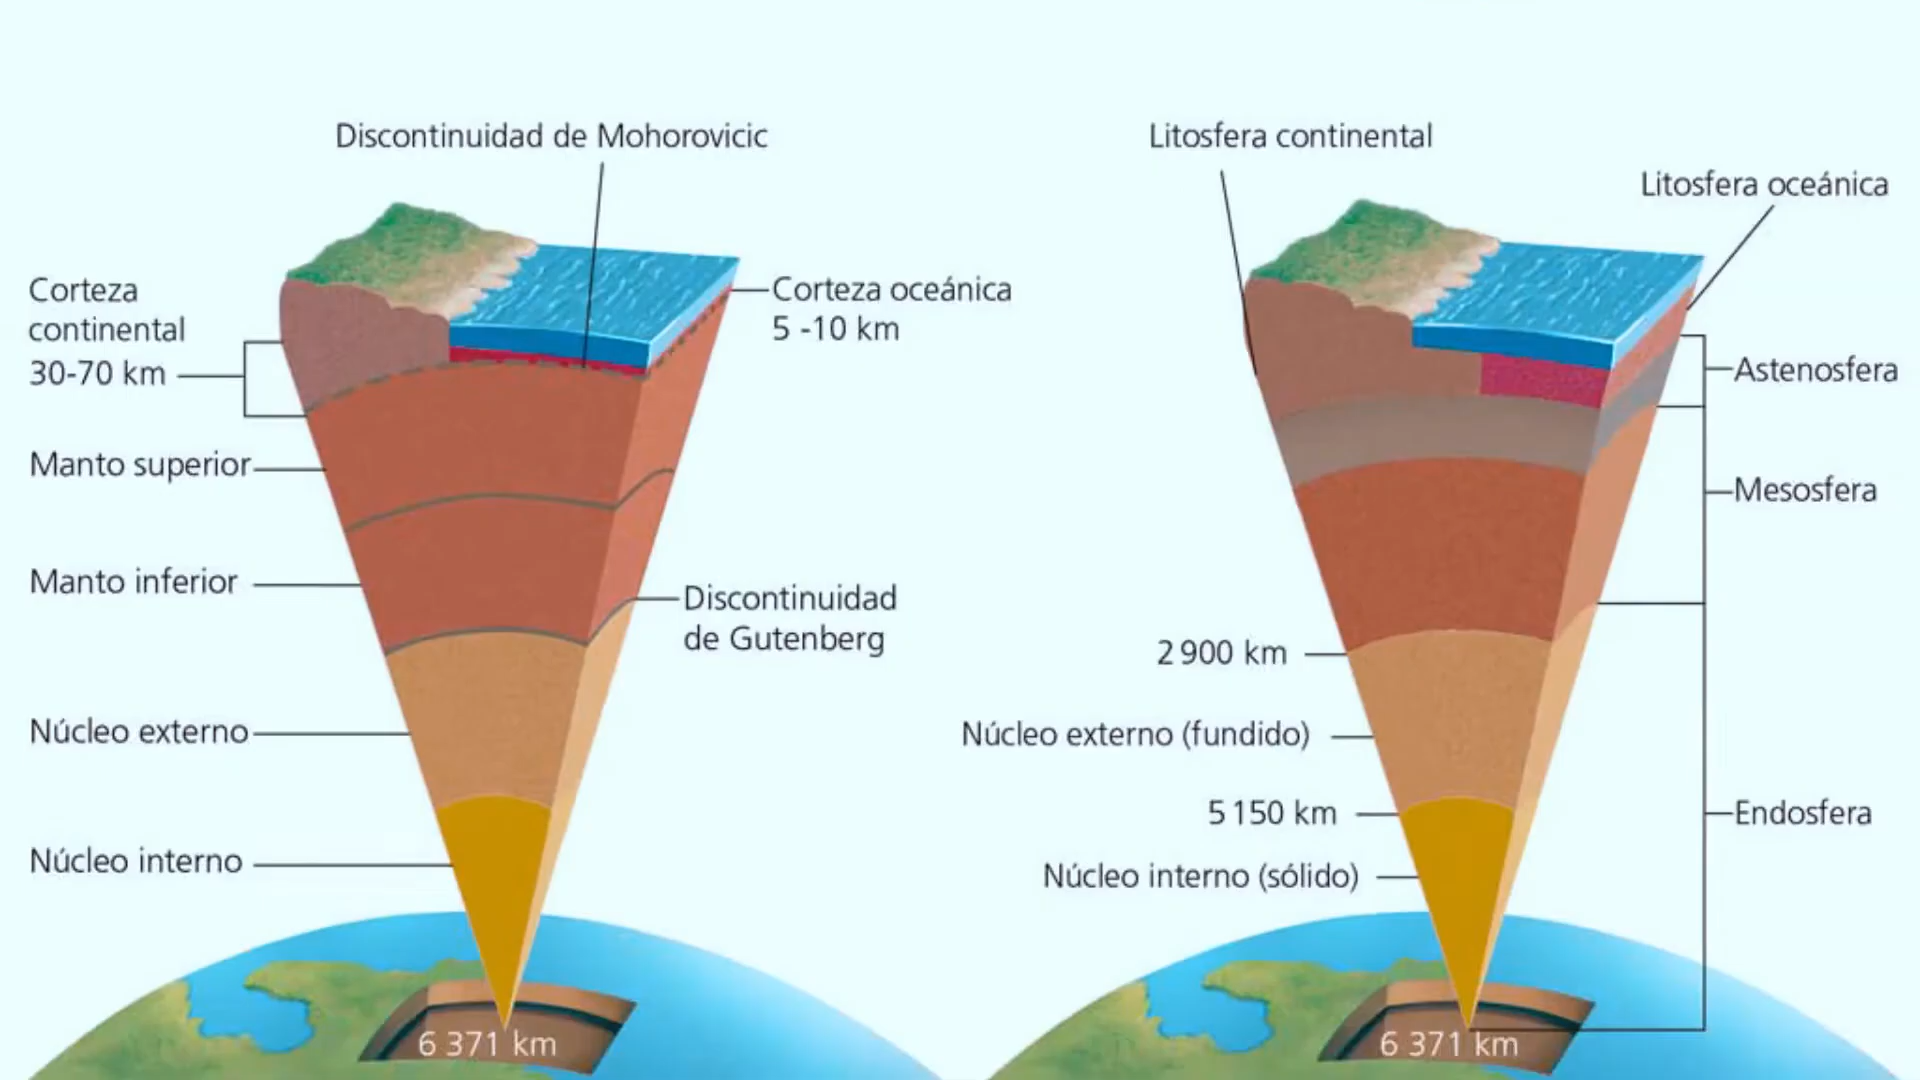 Discontinuidad de Mohorovicic
Corteza
continental
30-70 km
Corteza oceánica
5 -10 km
Manto superior
Manto inferior
Discontinuidad
de Gutenberg
Núcleo externo
Núcleo interno
6 371 km
Litosfera continental
Litosfera oceánica
Astenosfera
Mesosfera
2 900 km
Núcleo externo (fundido)
5 150 km
Endosfera
Núcleo interno (sólido)
6 371 km